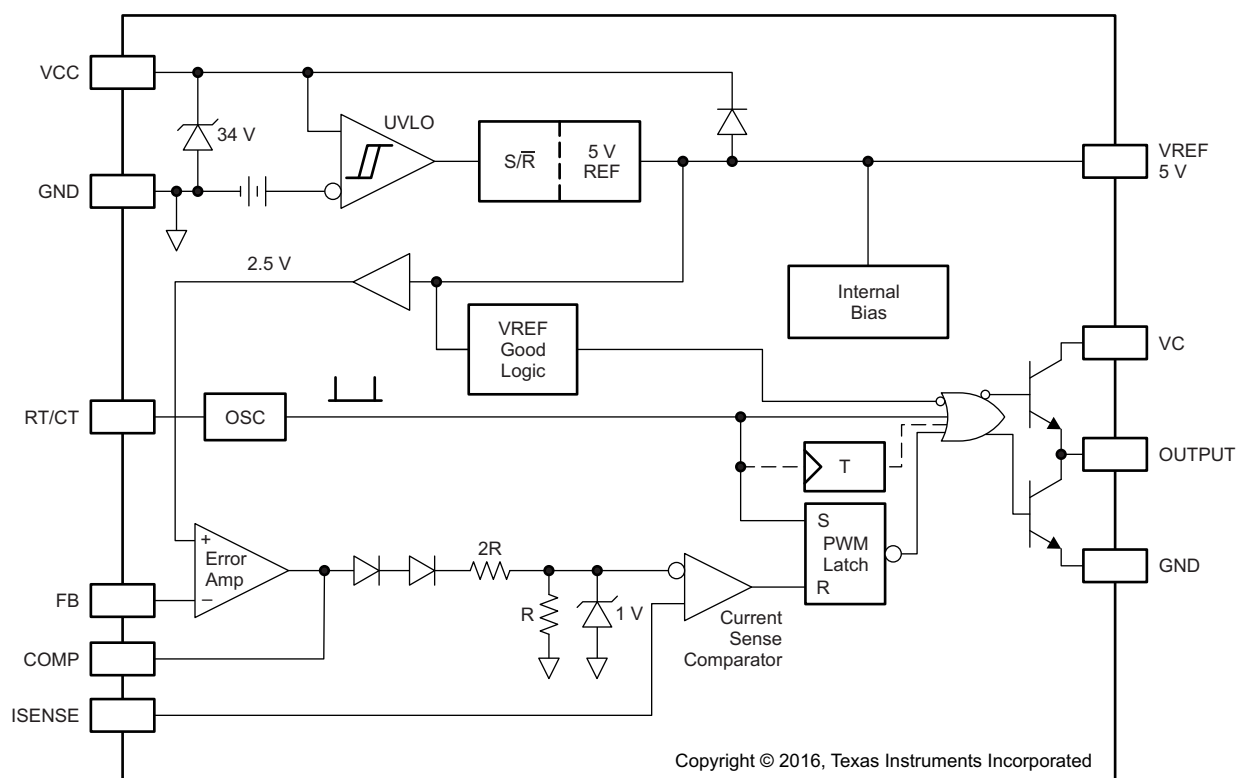 VCC
UVLO
34 V
S/R̅
5 V
REF
VREF
5 V
GND
2.5 V
Internal
Bias
VREF
Good
Logic
VC
RT/CT
OSC
OUTPUT
T
S
PWM
Latch
R
2R
+
Error
Amp
−
FB
R
1 V
Current
Sense
Comparator
GND
COMP
ISENSE
Copyright © 2016, Texas Instruments Incorporated